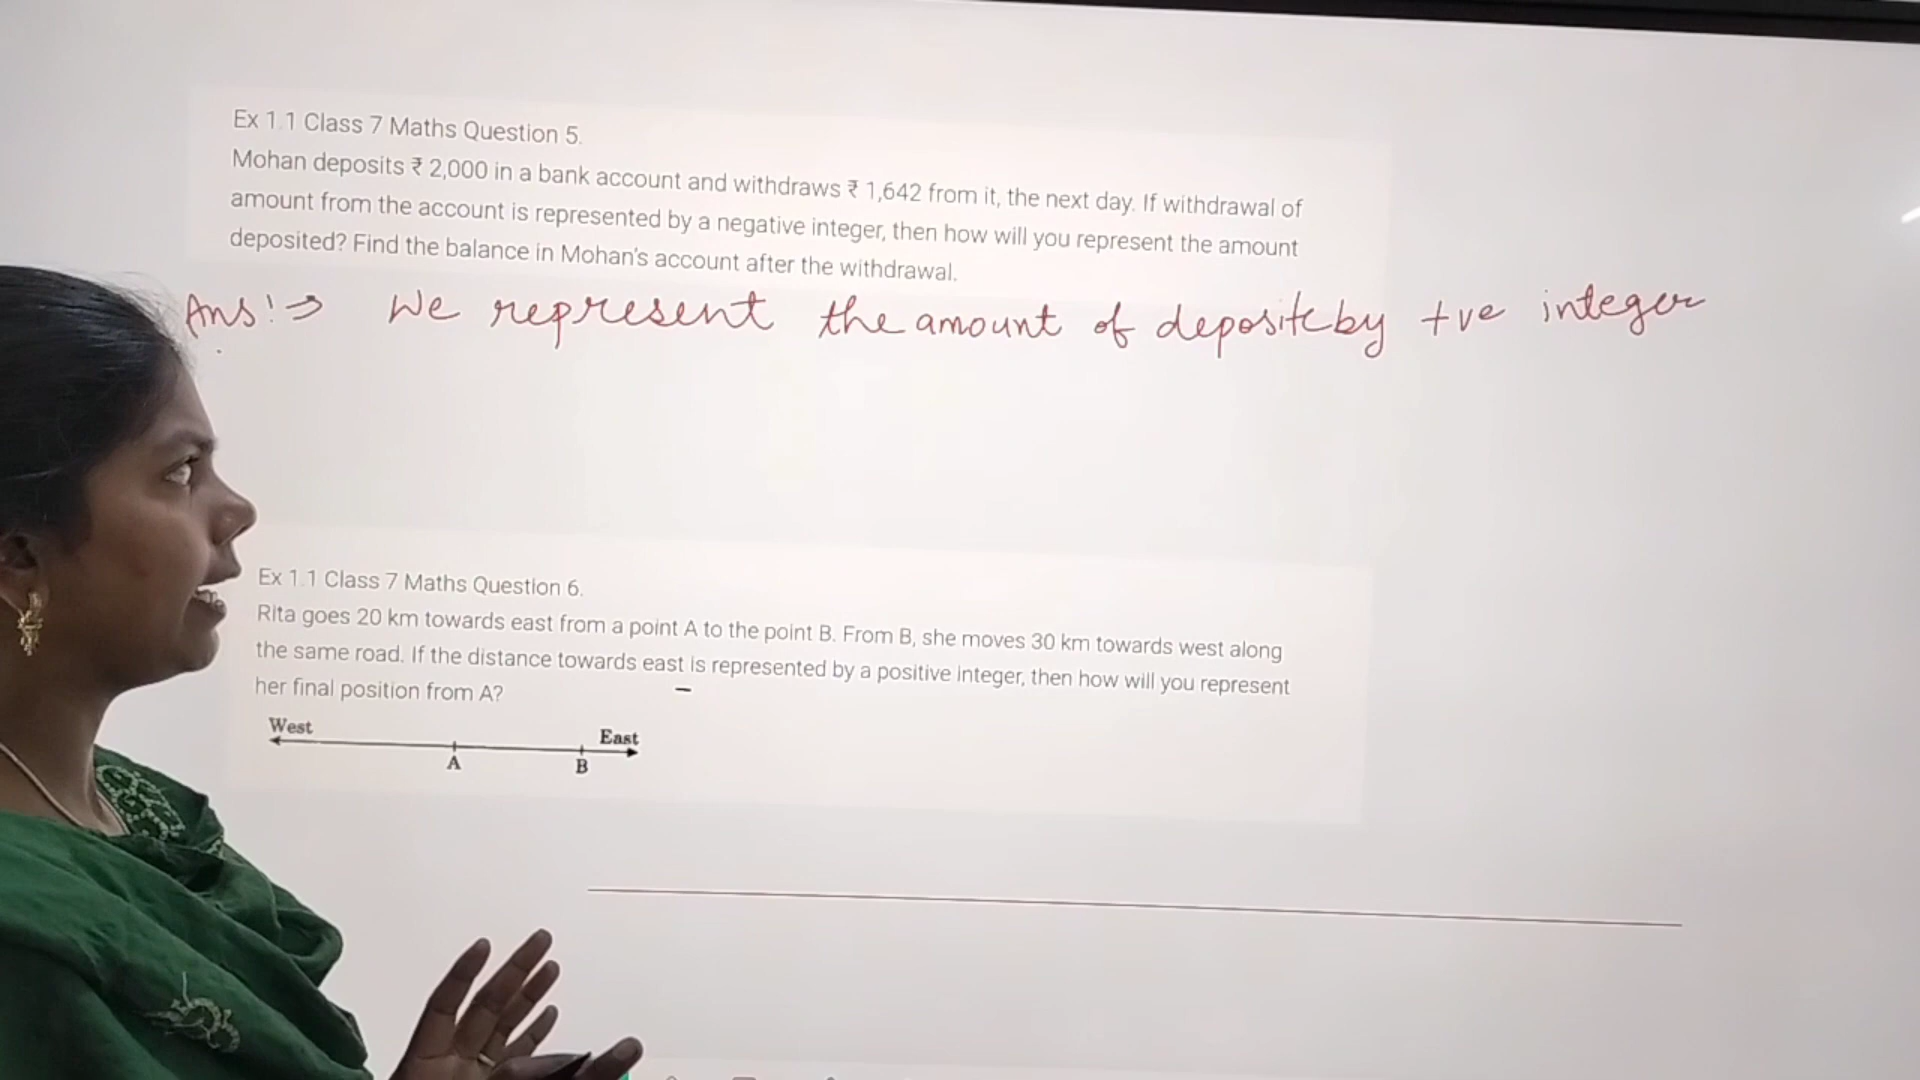 Ex 1.1 Class 7 Maths Question 5.
Mohan deposits ₹ 2,000 in a bank account and withdraws ₹ 1,642 from it, the next day. If withdrawal of
amount from the account is represented by a negative integer, then how will you represent the amount
deposited? Find the balance in Mohan's account after the withdrawal.
Ans:→ We represent the amount of deposite by +ve integer
Ex 1.1 Class 7 Maths Question 6.
Rita goes 20 km towards east from a point A to the point B. From B, she moves 30 km towards west along
the same road. If the distance towards east is represented by a positive integer, then how will you represent
her final position from A?
West East
A B